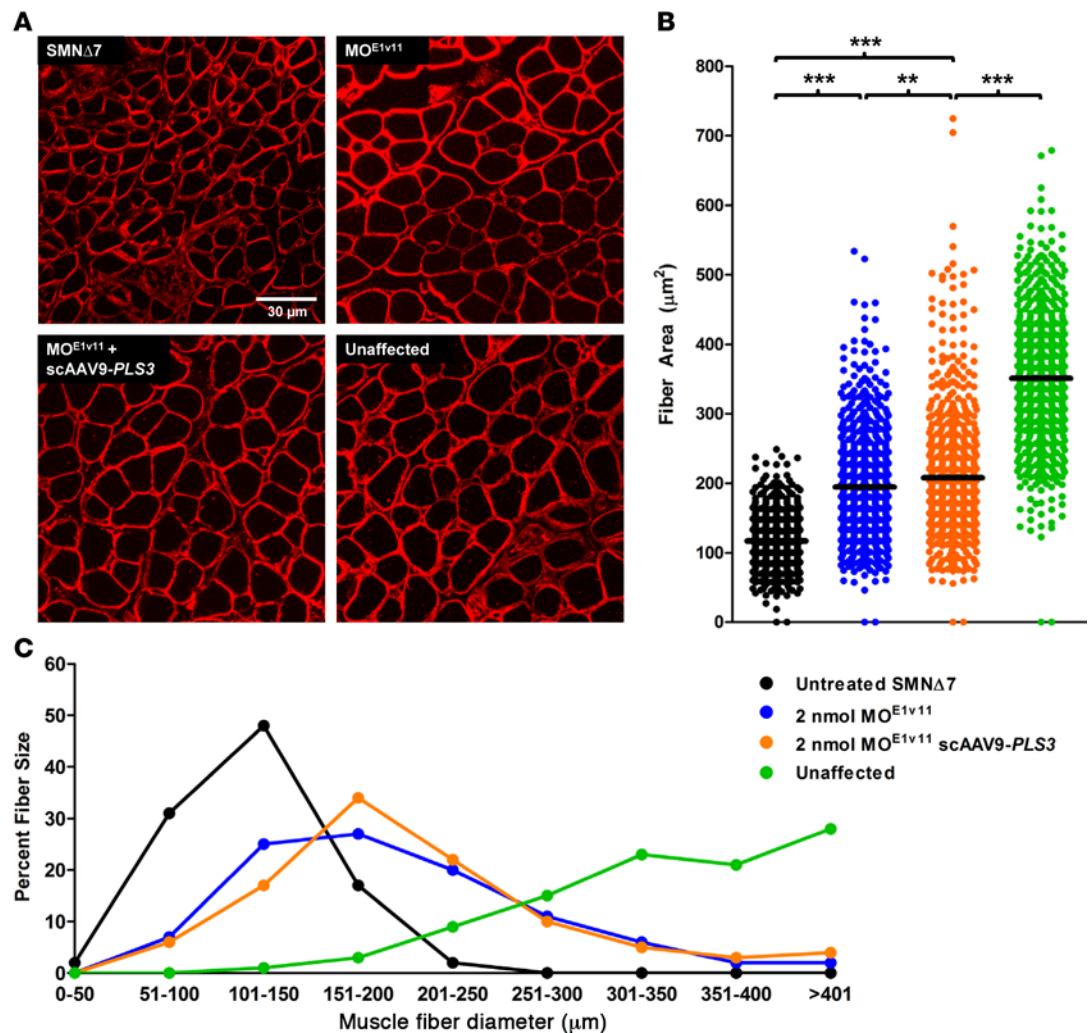 A
SMNΔ7
MO^E1v11
30 μm
MO^E1v11 +
scAAV9-PLS3
Unaffected
B
***
*** ** ***
Fiber Area (μm²)
800
700
600
500
400
300
200
100
0
C
Percent Fiber Size
60
50
40
30
20
10
0
0-50 51-100 101-150 151-200 201-250 251-300 301-350 351-400 >401
Muscle fiber diameter (μm)
Untreated SMNΔ7
2 nmol MO^E1v11
2 nmol MO^E1v11 scAAV9-PLS3
Unaffected